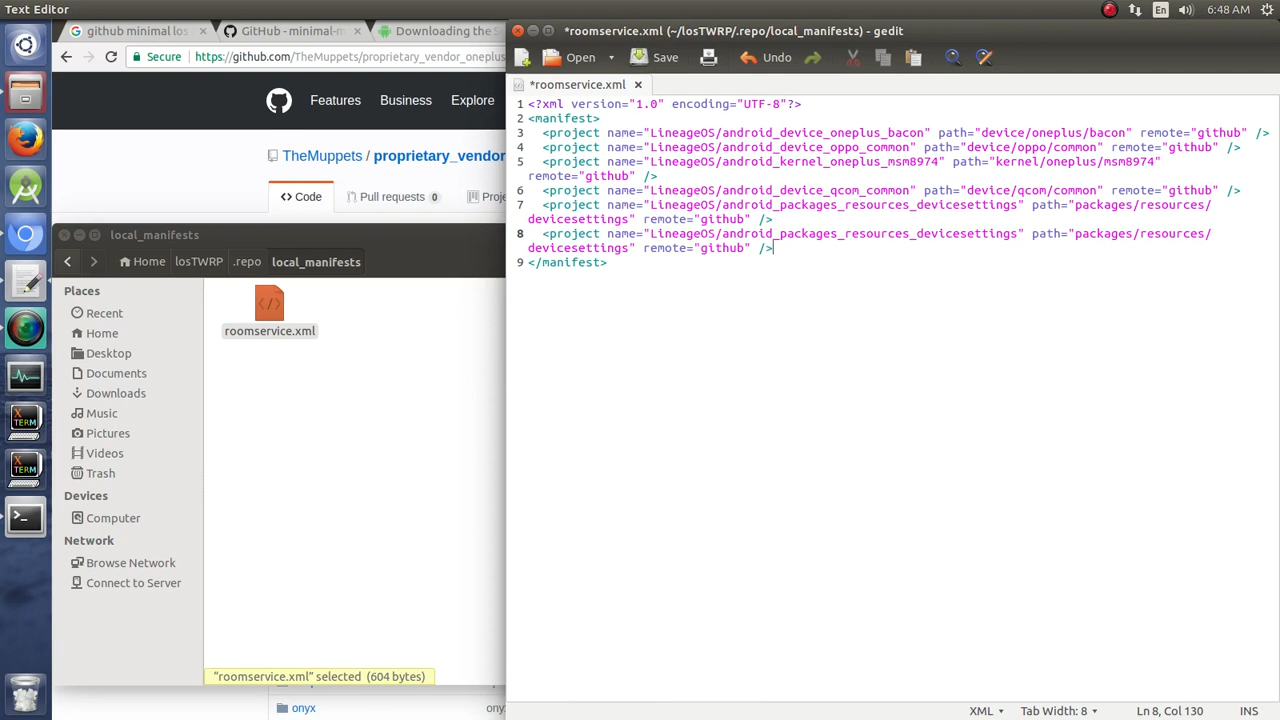 Text Editor
En
6:48 AM
github minimal los
GitHub - minimal-m
Downloading the S
Secure
https://github.com/TheMuppets/proprietary_vendor_oneplus
Features
Business
Explore
TheMuppets / proprietary_vendor
Code
Pull requests 0
Proje
local_manifests
Home
losTWRP
.repo
local_manifests
Places
Recent
Home
Desktop
Documents
Downloads
Music
Pictures
Videos
Trash
Devices
Computer
Network
Browse Network
Connect to Server
roomservice.xml
"roomservice.xml" selected (604 bytes)
onyx
X TERM
X TERM
*roomservice.xml (~/losTWRP/.repo/local_manifests) - gedit
Open
Save
Undo
*roomservice.xml
1 <?xml version="1.0" encoding="UTF-8"?>
2 <manifest>
3 <project name="LineageOS/android_device_oneplus_bacon" path="device/oneplus/bacon" remote="github" />
4 <project name="LineageOS/android_device_oppo_common" path="device/oppo/common" remote="github" />
5 <project name="LineageOS/android_kernel_oneplus_msm8974" path="kernel/oneplus/msm8974"
remote="github" />
6 <project name="LineageOS/android_device_qcom_common" path="device/qcom/common" remote="github" />
7 <project name="LineageOS/android_packages_resources_devicesettings" path="packages/resources/
devicesettings" remote="github" />
8 <project name="LineageOS/android_packages_resources_devicesettings" path="packages/resources/
devicesettings" remote="github" />
9 </manifest>
XML
Tab Width: 8
Ln 8, Col 130
INS